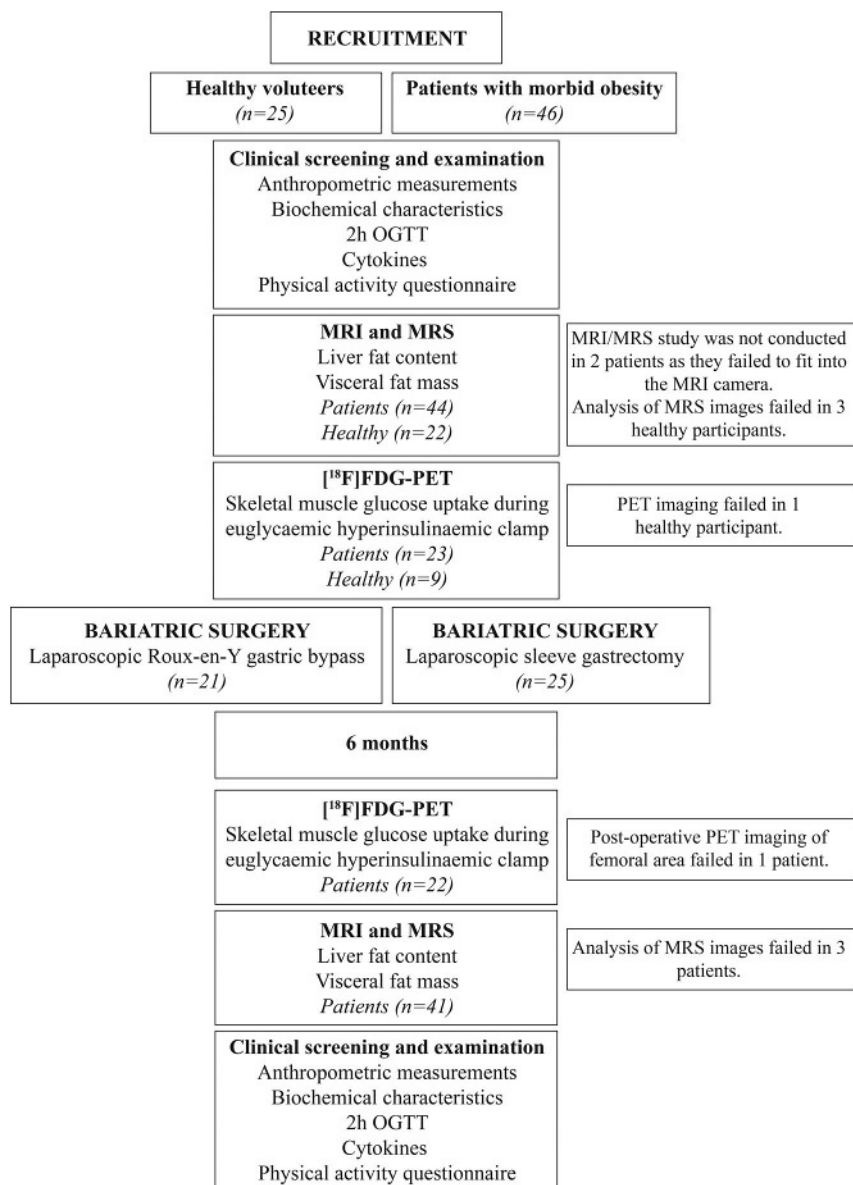 RECRUITMENT
Healthy voluteers
(n=25)
Patients with morbid obesity
(n=46)
Clinical screening and examination
Anthropometric measurements
Biochemical characteristics
2h OGTT
Cytokines
Physical activity questionnaire
MRI and MRS
Liver fat content
Visceral fat mass
Patients (n=44)
Healthy (n=22)
MRI/MRS study was not conducted
in 2 patients as they failed to fit into
the MRI camera.
Analysis of MRS images failed in 3
healthy participants.
[¹⁸F]FDG-PET
Skeletal muscle glucose uptake during
euglycaemic hyperinsulinaemic clamp
Patients (n=23)
Healthy (n=9)
PET imaging failed in 1
healthy participant.
BARIATRIC SURGERY
Laparoscopic Roux-en-Y gastric bypass
(n=21)
BARIATRIC SURGERY
Laparoscopic sleeve gastrectomy
(n=25)
6 months
[¹⁸F]FDG-PET
Skeletal muscle glucose uptake during
euglycaemic hyperinsulinaemic clamp
Patients (n=22)
Post-operative PET imaging of
femoral area failed in 1 patient.
MRI and MRS
Liver fat content
Visceral fat mass
Patients (n=41)
Analysis of MRS images failed in 3
patients.
Clinical screening and examination
Anthropometric measurements
Biochemical characteristics
2h OGTT
Cytokines
Physical activity questionnaire